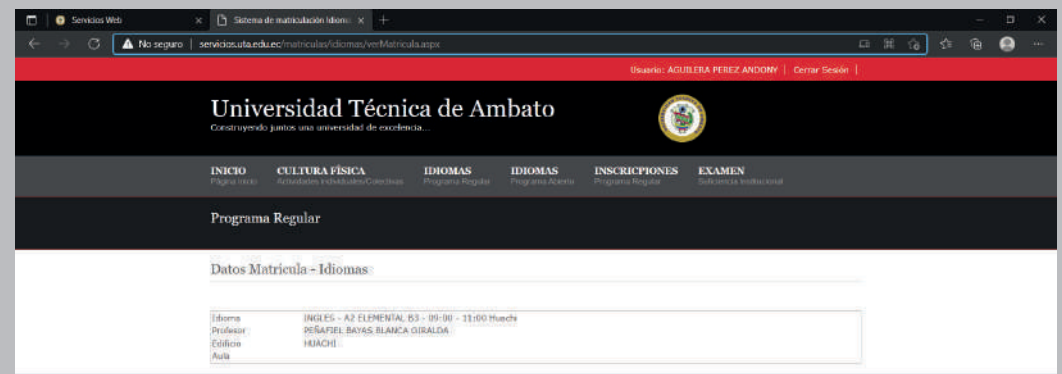 Servicios Web
Sistema de matriculación Idiom
No seguro | servicios.uta.edu.ec/matriculas/idiomas/verMatricula.aspx
Usuario: AGUILERA PEREZ ANDONY | Cerrar Sesión |
Universidad Técnica de Ambato
Construyendo juntos una universidad de excelencia...
INICIO CULTURA FÍSICA IDIOMAS IDIOMAS INSCRIPCIONES EXAMEN
Página Inicio Actividades Individuales/Colectivas Programa Regular Programa Abierto Programa Regular Suficiencia Institucional
Programa Regular
Datos Matrícula - Idiomas
Idioma INGLES - A2 ELEMENTAL B3 - 09:00 - 11:00 Huachi
Profesor PEÑAFIEL BAYAS BLANCA GIRALDA
Edificio HUACHI
Aula